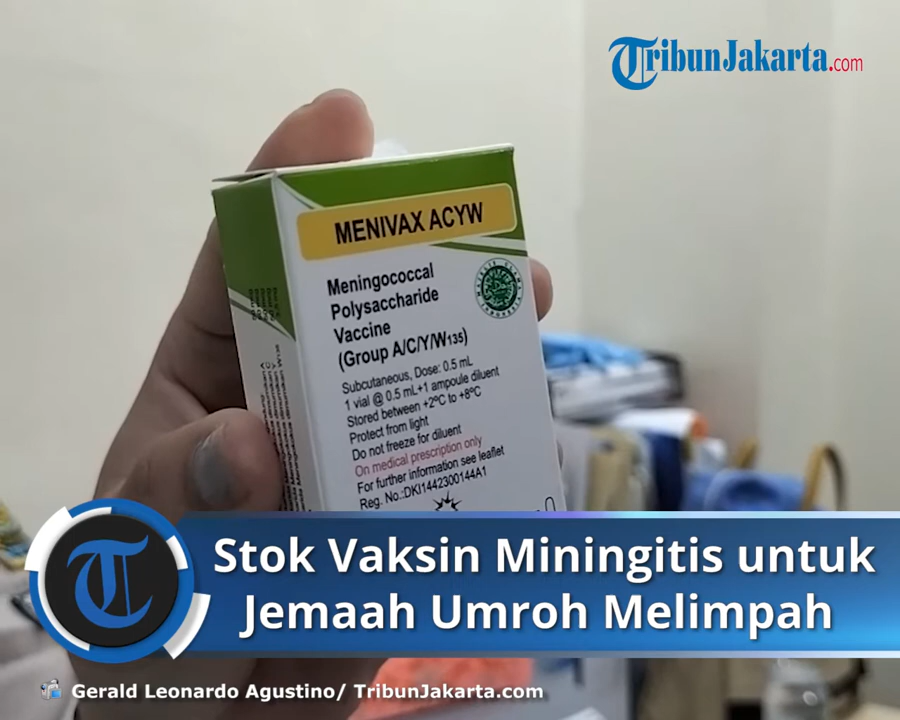 TribunJakarta.com
MENIVAX ACYW
Meningococcal
Polysaccharide
Vaccine
(Group A/C/Y/W135)
Subcutaneous, Dose: 0.5 mL
1 vial @ 0.5 mL+1 ampoule diluent
Stored between +2ºC to +8ºC
Protect from light
Do not freeze for diluent
On medical prescription only
For further information see leaflet
Reg. No.:DKI1442300144A1
Stok Vaksin Miningitis untuk
Jemaah Umroh Melimpah
Gerald Leonardo Agustino/ TribunJakarta.com